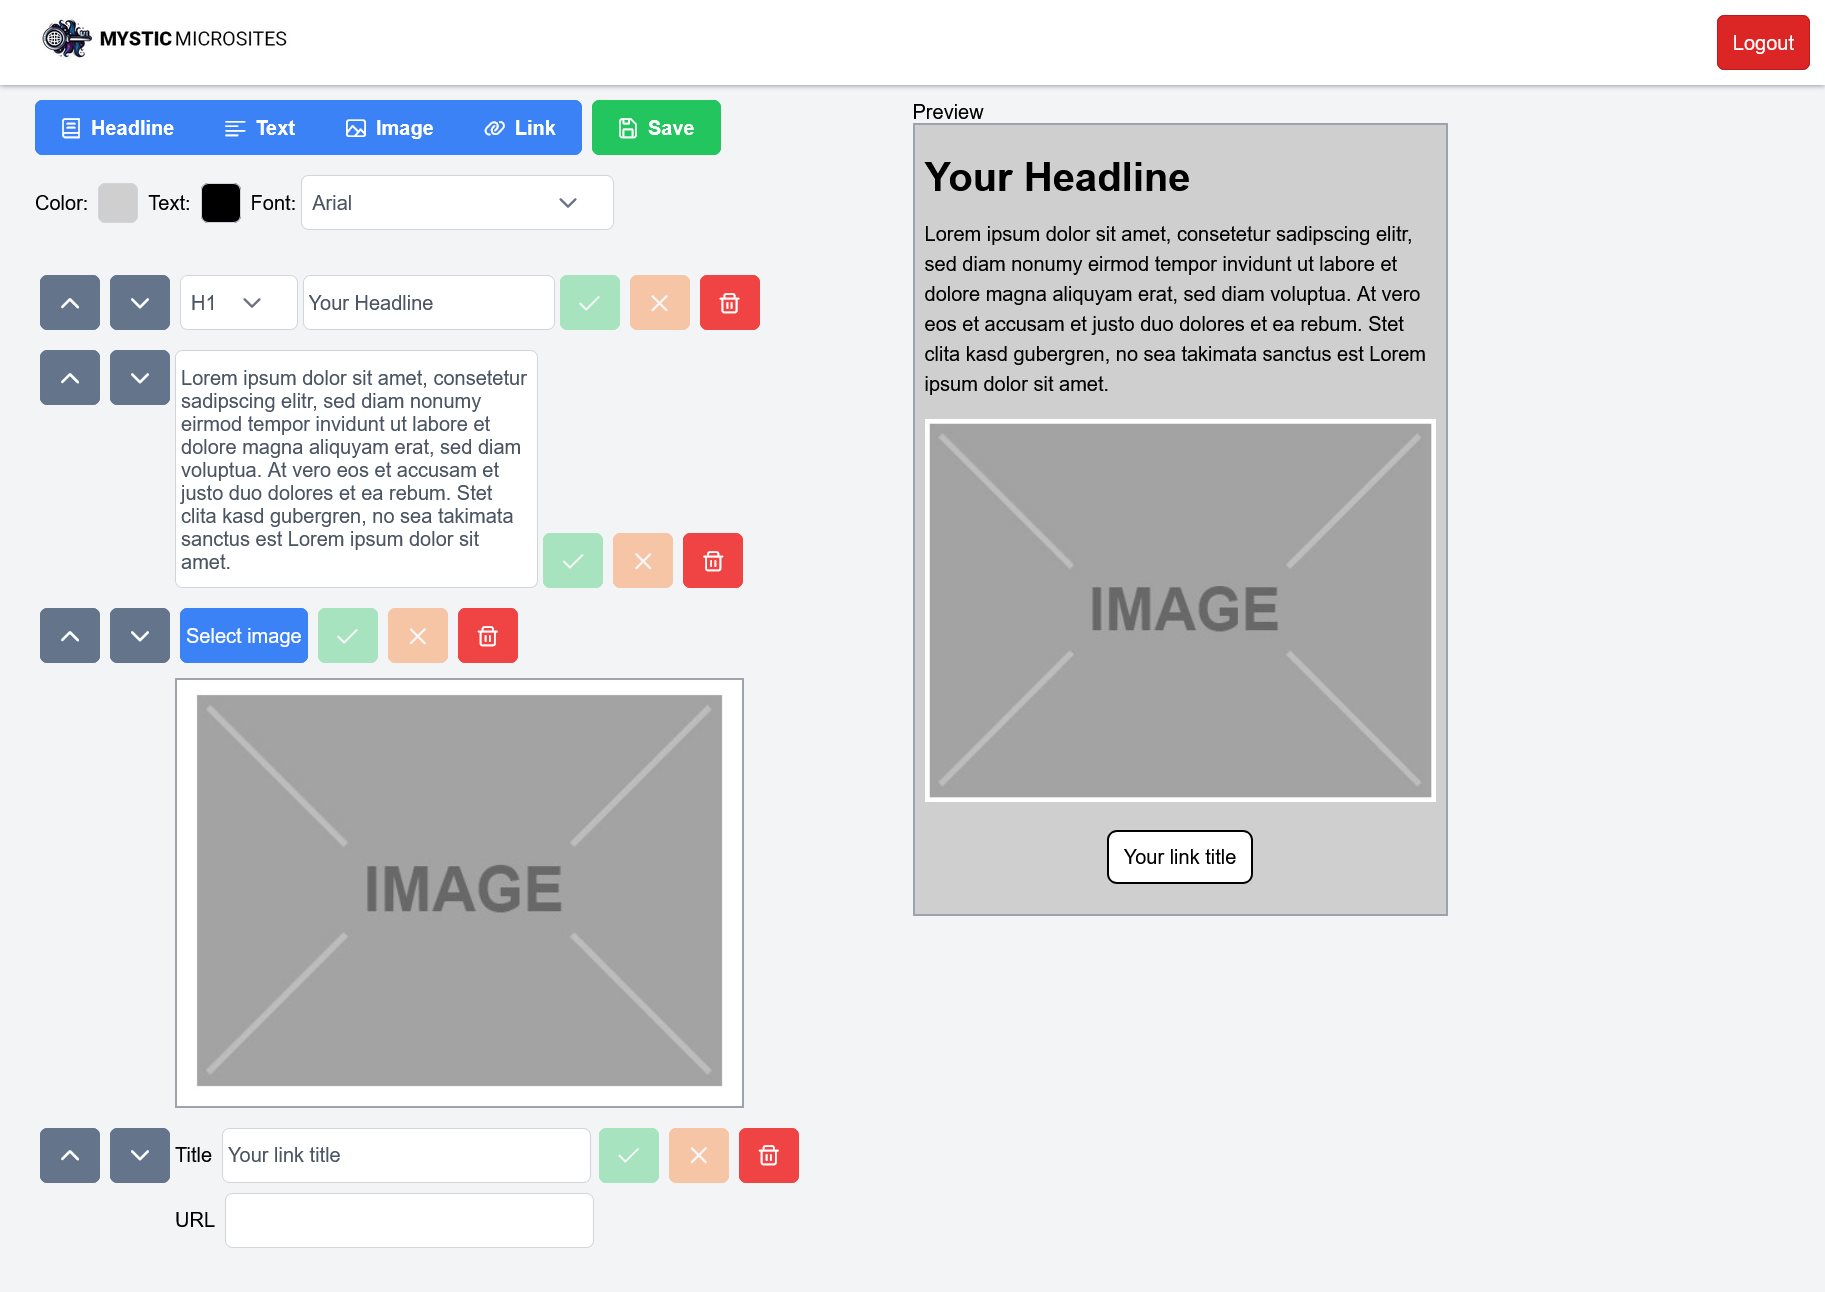 MYSTIC MICROSITES
Logout
Headline
Text
Image
Link
Save
Color:
Text:
Font:
Arial
H1
Your Headline
Lorem ipsum dolor sit amet, consetetur
sadipscing elitr, sed diam nonumy
eirmod tempor invidunt ut labore et
dolore magna aliquyam erat, sed diam
voluptua. At vero eos et accusam et
justo duo dolores et ea rebum. Stet
clita kasd gubergren, no sea takimata
sanctus est Lorem ipsum dolor sit
amet.
Select image
IMAGE
Title
Your link title
URL
Preview
Your Headline
Lorem ipsum dolor sit amet, consetetur sadipscing elitr,
sed diam nonumy eirmod tempor invidunt ut labore et
dolore magna aliquyam erat, sed diam voluptua. At vero
eos et accusam et justo duo dolores et ea rebum. Stet
clita kasd gubergren, no sea takimata sanctus est Lorem
ipsum dolor sit amet.
IMAGE
Your link title